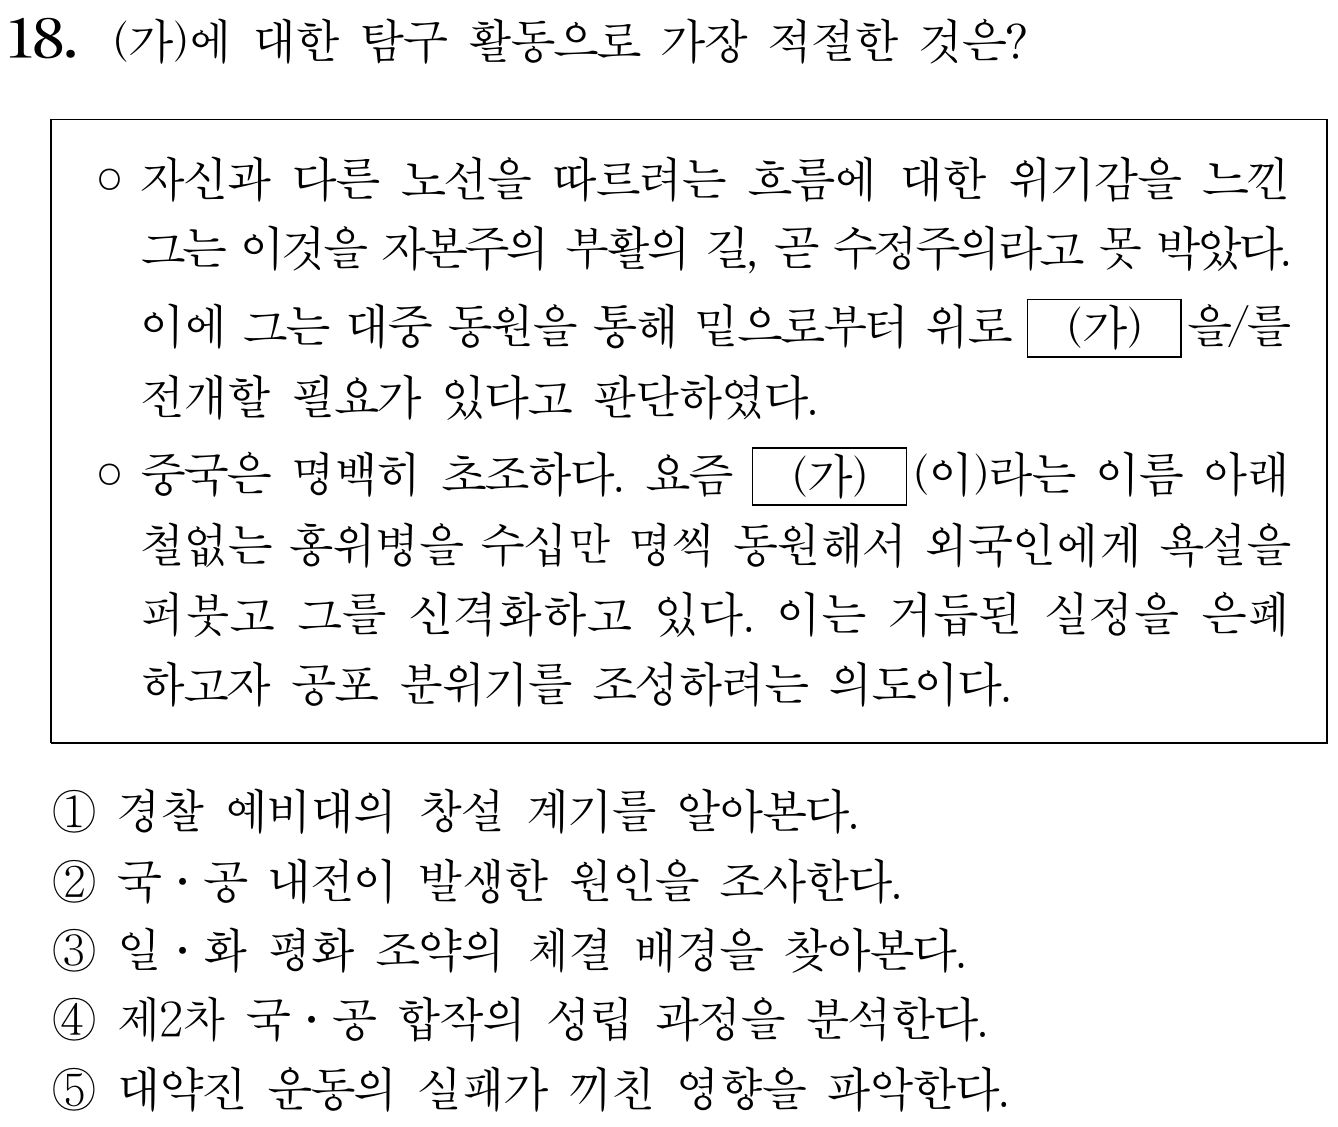 18. (가)에 대한 탐구 활동으로 가장 적절한 것은?
○ 자신과 다른 노선을 따르려는 흐름에 대한 위기감을 느낀
그는 이것을 자본주의 부활의 길, 곧 수정주의라고 못 박았다.
이에 그는 대중 동원을 통해 밑으로부터 위로 (가) 을/를
전개할 필요가 있다고 판단하였다.
○ 중국은 명백히 초조하다. 요즘 (가) (이)라는 이름 아래
철없는 홍위병을 수십만 명씩 동원해서 외국인에게 욕설을
퍼붓고 그를 신격화하고 있다. 이는 거듭된 실정을 은폐
하고자 공포 분위기를 조성하려는 의도이다.
① 경찰 예비대의 창설 계기를 알아본다.
② 국·공 내전이 발생한 원인을 조사한다.
③ 일·화 평화 조약의 체결 배경을 찾아본다.
④ 제2차 국·공 합작의 성립 과정을 분석한다.
⑤ 대약진 운동의 실패가 끼친 영향을 파악한다.